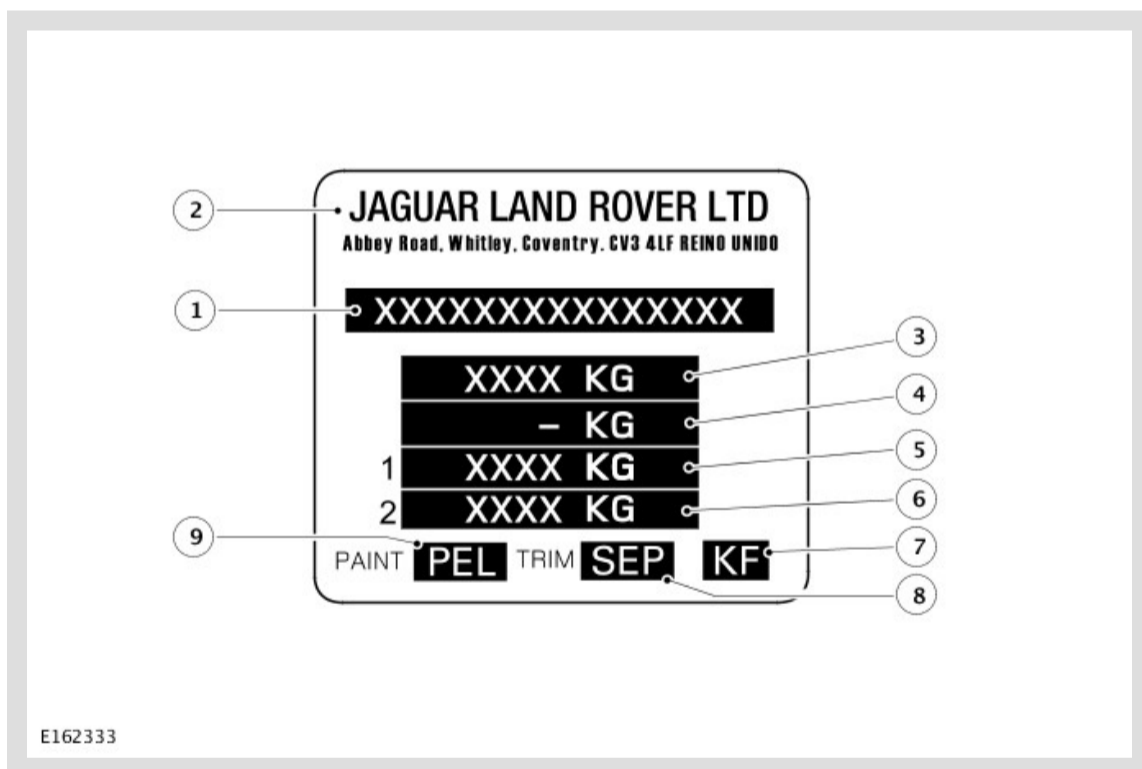 2 JAGUAR LAND ROVER LTD
Abbey Road, Whitley, Coventry. CV3 4LF REINO UNIDO
1 XXXXXXXXXXXXXXX
XXXX KG 3
– KG 4
1 XXXX KG 5
2 XXXX KG 6
9 PAINT PEL TRIM SEP KF 7
8
E162333